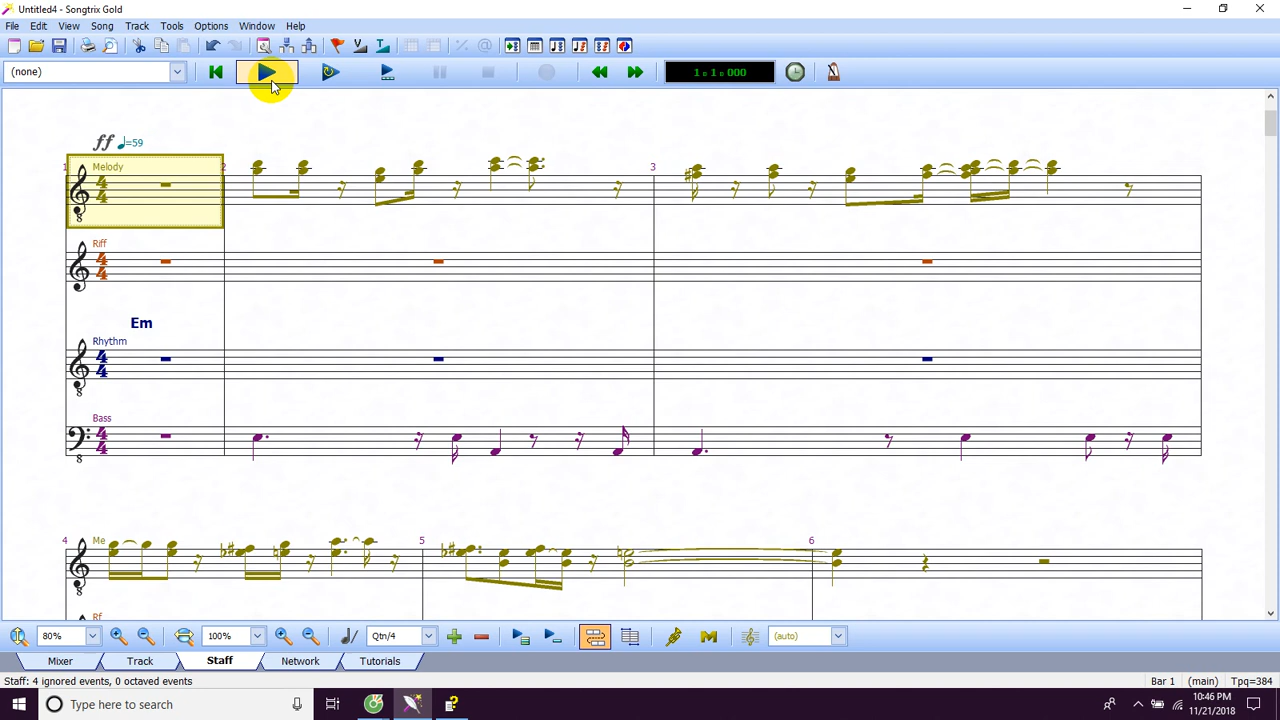 Untitled4 - Songtrix Gold
File Edit View Song Track Tools Options Window Help
(none)
1 : 1 : 000
ff ♩=59
1 Melody 2 3
Riff
Em
Rhythm
Bass
4 Me 5 6
Rf
80% 100% Qtn/4 (auto)
Mixer Track Staff Network Tutorials
Staff: 4 ignored events, 0 octaved events Bar 1 (main) Tpq=384
Type here to search
10:46 PM
11/21/2018